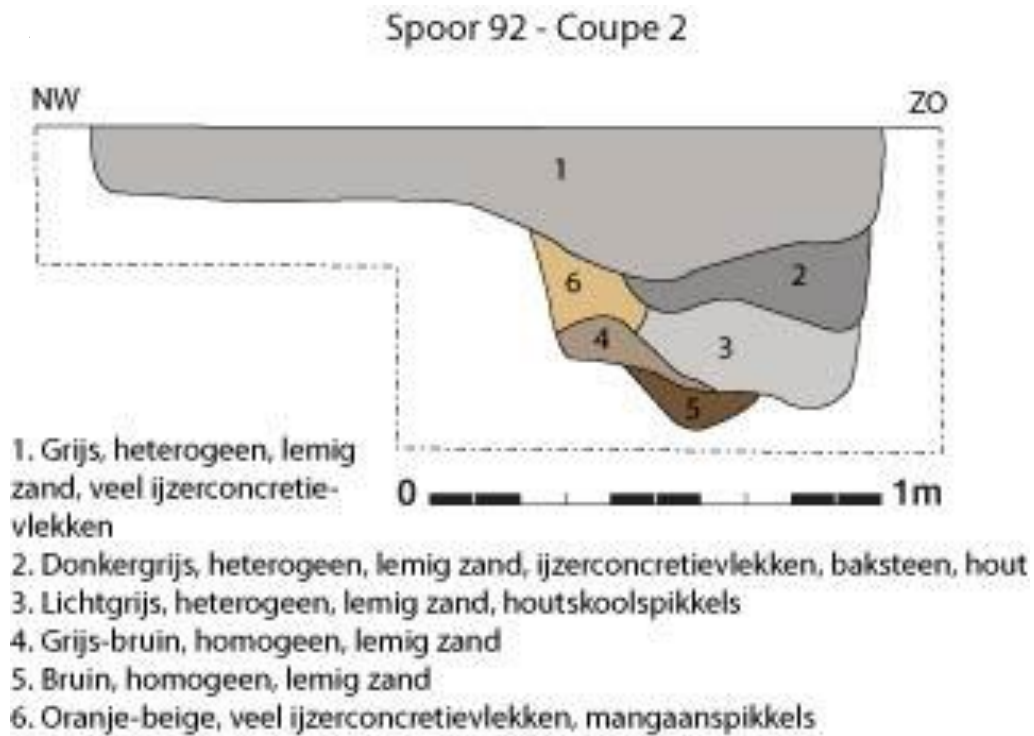 Spoor 92 - Coupe 2
NW
ZO
1
2
6
3
4
5
0
1m
1. Grijs, heterogeen, lemig
zand, veel ijzerconcretie-
vlekken
2. Donkergrijs, heterogeen, lemig zand, ijzerconcretievlekken, baksteen, hout
3. Lichtgrijs, heterogeen, lemig zand, houtskoolspikkels
4. Grijs-bruin, homogeen, lemig zand
5. Bruin, homogeen, lemig zand
6. Oranje-beige, veel ijzerconcretievlekken, mangaanspikkels